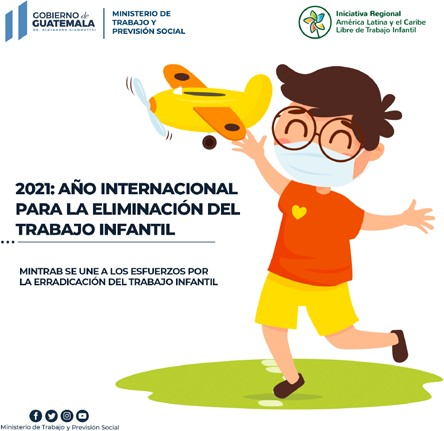 GOBIERNO de
GUATEMALA
DR. ALEJANDRO GIAMMATTEI
MINISTERIO DE
TRABAJO Y
PREVISIÓN SOCIAL
Iniciativa Regional
América Latina y el Caribe
Libre de Trabajo Infantil
2021: AÑO INTERNACIONAL
PARA LA ELIMINACIÓN DEL
TRABAJO INFANTIL
MINTRAB SE UNE A LOS ESFUERZOS POR
LA ERRADICACIÓN DEL TRABAJO INFANTIL
Ministerio de Trabajo y Previsión Social